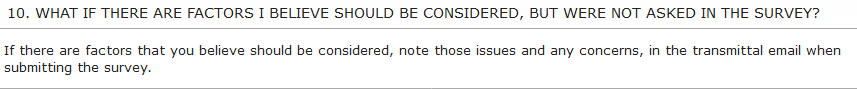 10. WHAT IF THERE ARE FACTORS I BELIEVE SHOULD BE CONSIDERED, BUT WERE NOT ASKED IN THE SURVEY?
If there are factors that you believe should be considered, note those issues and any concerns, in the transmittal email when
submitting the survey.